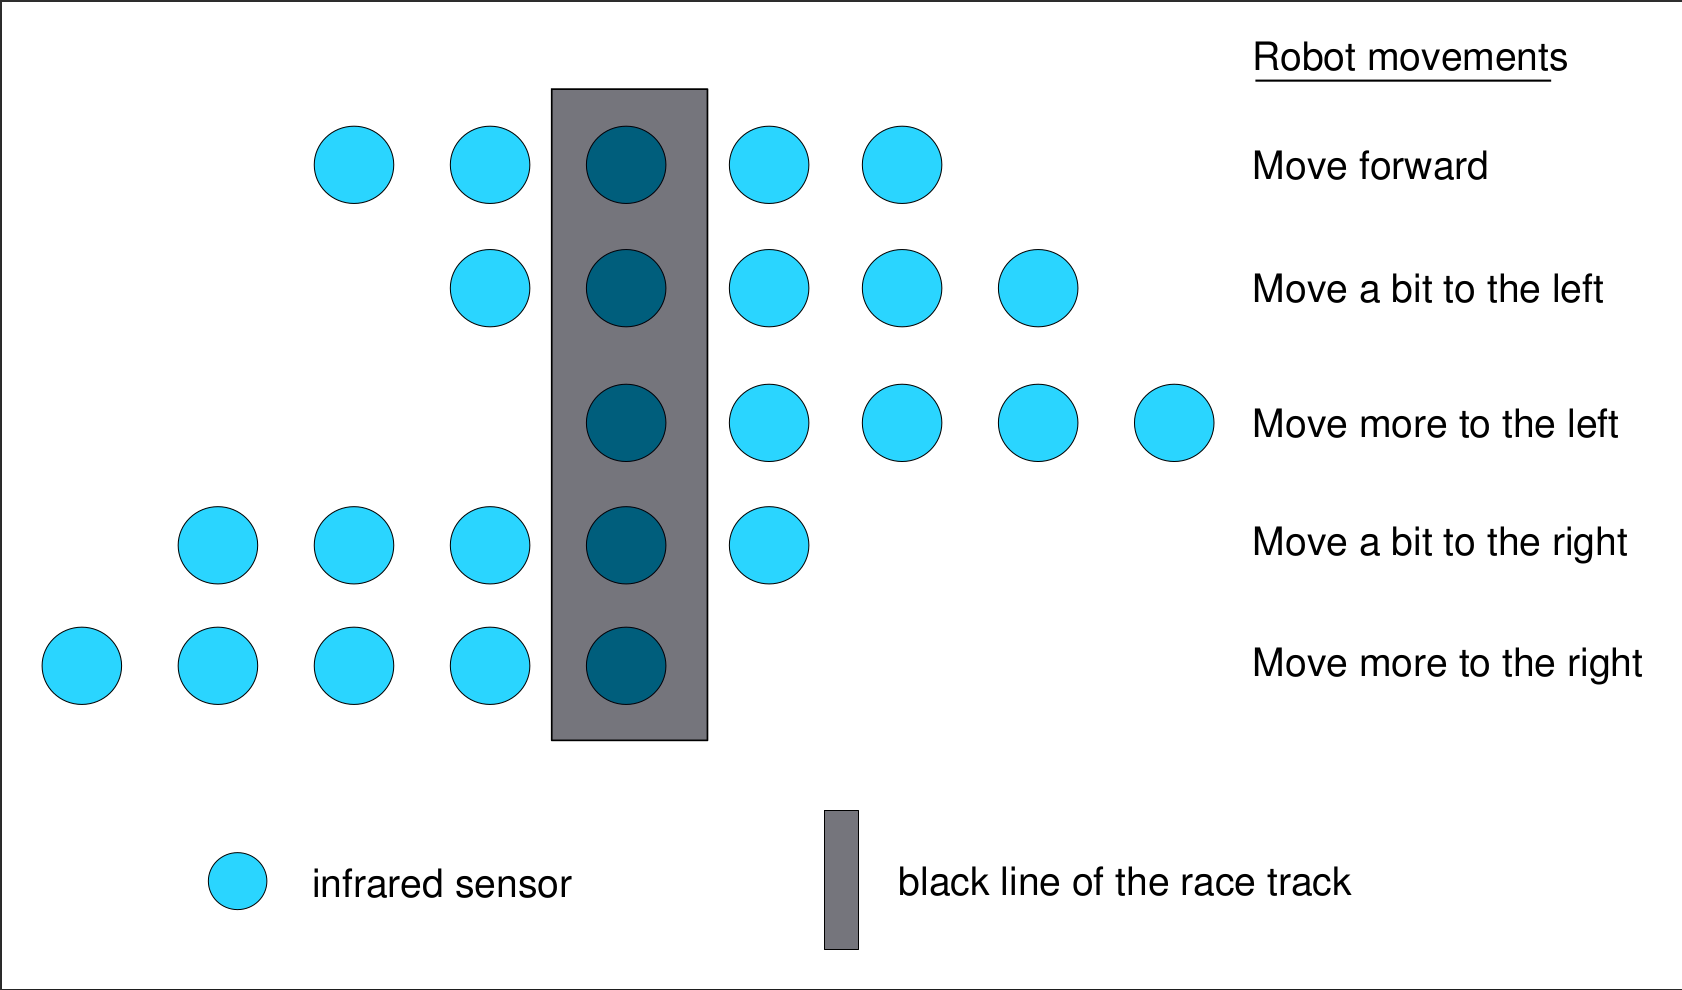 Robot movements
Move forward
Move a bit to the left
Move more to the left
Move a bit to the right
Move more to the right
infrared sensor
black line of the race track